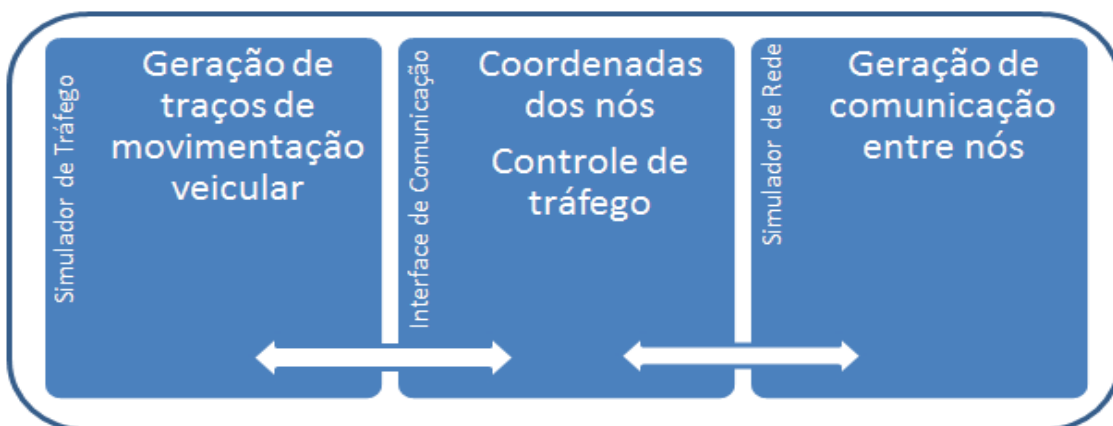 Simulador de Tráfego
Geração de
traços de
movimentação
veicular
Interface de Comunicação
Coordenadas
dos nós
Controle de
tráfego
Simulador de Rede
Geração de
comunicação
entre nós